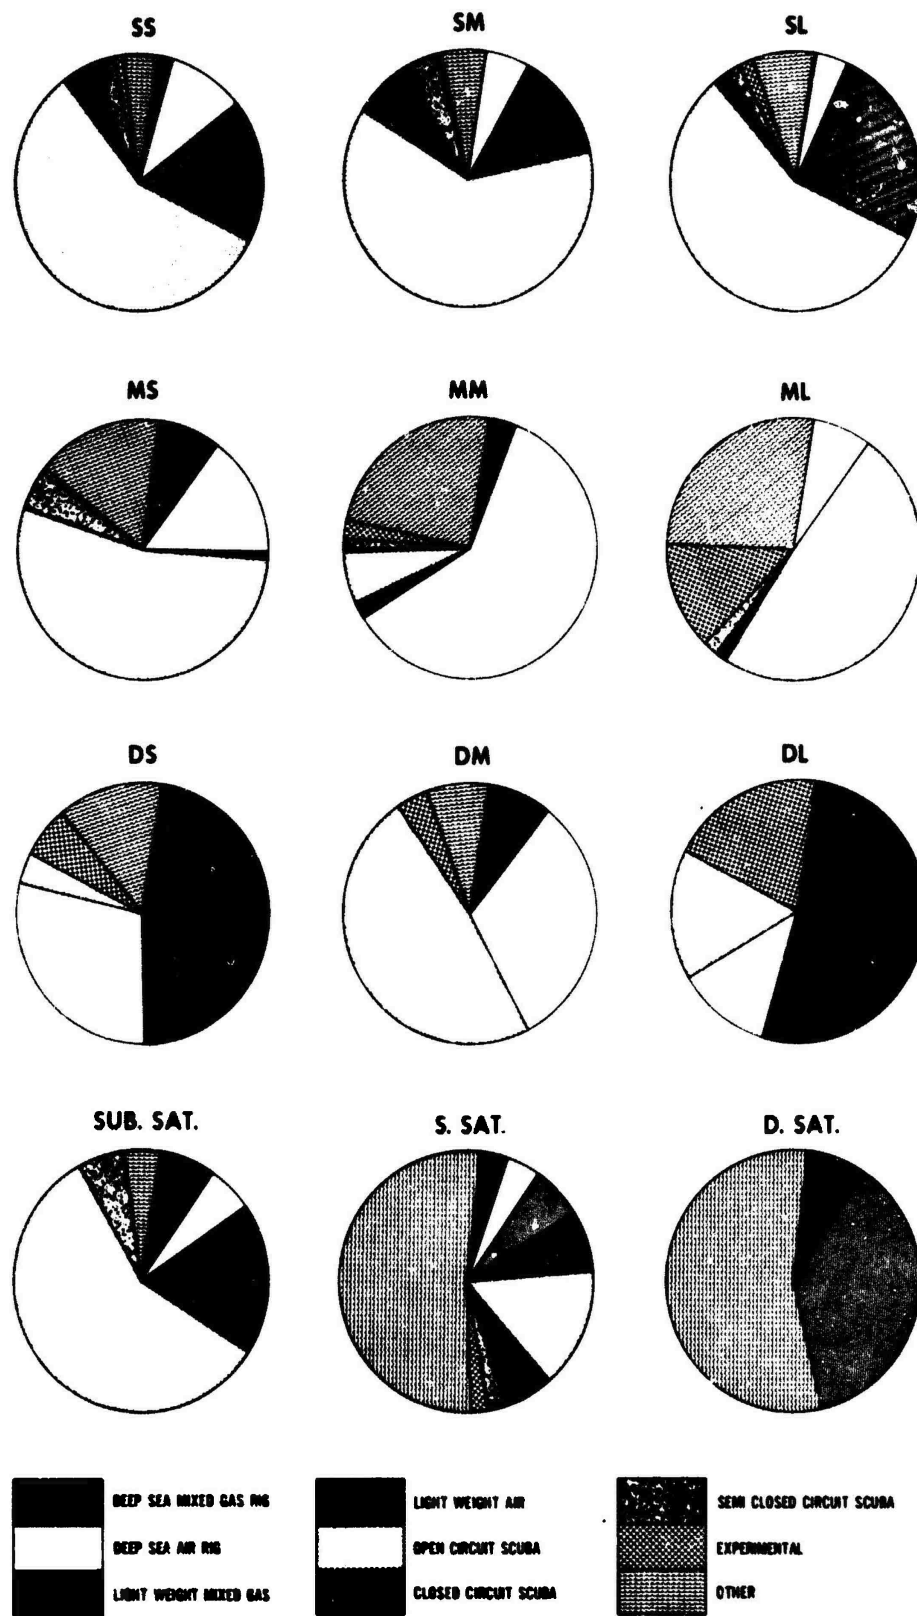 SS
SM
SL
MS
MM
ML
DS
DM
DL
SUB. SAT.
S. SAT.
D. SAT.
DEEP SEA MIXED GAS RIG
DEEP SEA AIR RIG
LIGHT WEIGHT MIXED GAS
LIGHT WEIGHT AIR
OPEN CIRCUIT SCUBA
CLOSED CIRCUIT SCUBA
SEMI CLOSED CIRCUIT SCUBA
EXPERIMENTAL
OTHER